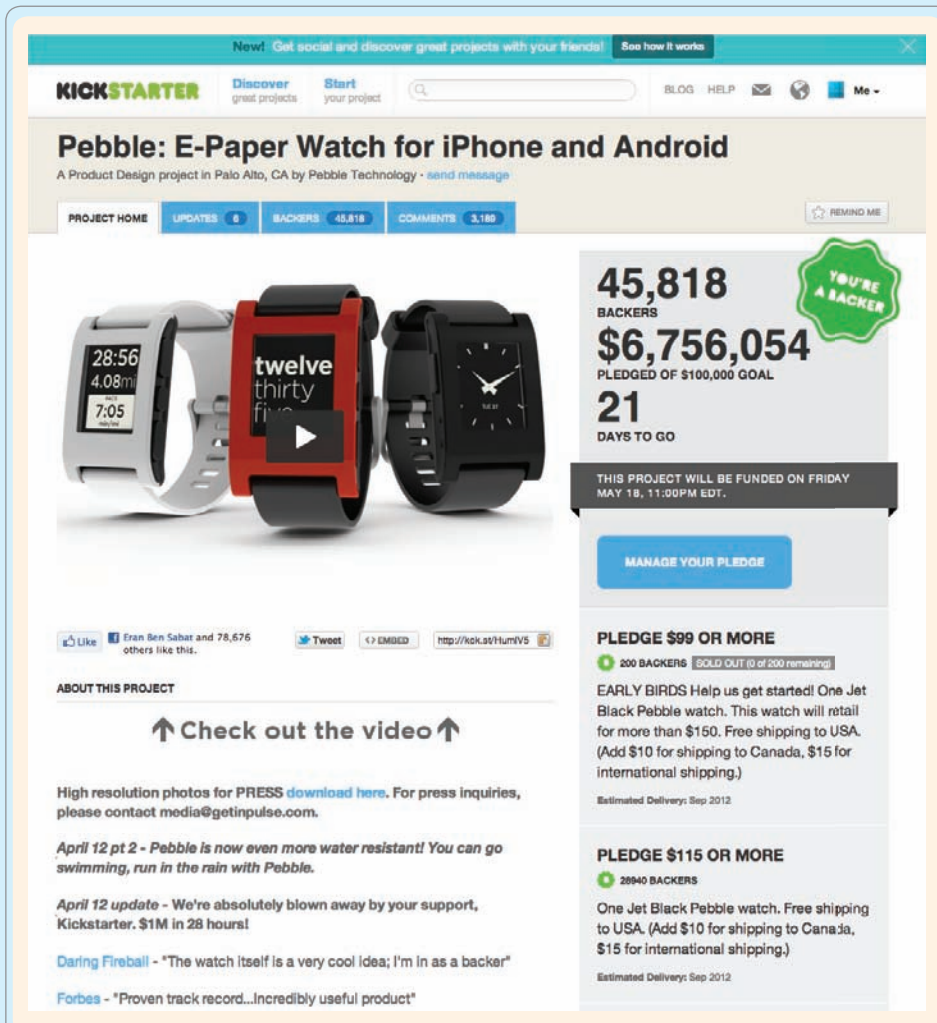 New! Get social and discover great projects with your friends! See how it works
KICKSTARTER
Discover
great projects
Start
your project
BLOG HELP
Me
Pebble: E-Paper Watch for iPhone and Android
A Product Design project in Palo Alto, CA by Pebble Technology · send message
PROJECT HOME
UPDATES 6
BACKERS 45,818
COMMENTS 3,189
REMIND ME
28:56
4.08mi
PACE
7:05
min/mi
twelve
thirty
five
TUE 27
45,818
BACKERS
$6,756,054
PLEDGED OF $100,000 GOAL
21
DAYS TO GO
YOU'RE
A BACKER
THIS PROJECT WILL BE FUNDED ON FRIDAY
MAY 18, 11:00PM EDT.
MANAGE YOUR PLEDGE
Like
Eran Ben Sabat and 78,676
others like this.
Tweet
<> EMBED
http://kck.st/HumIV5
ABOUT THIS PROJECT
↑ Check out the video ↑
High resolution photos for PRESS download here. For press inquiries,
please contact media@getinpulse.com.
April 12 pt 2 - Pebble is now even more water resistant! You can go
swimming, run in the rain with Pebble.
April 12 update - We're absolutely blown away by your support,
Kickstarter. $1M in 28 hours!
Daring Fireball - "The watch itself is a very cool idea; I'm in as a backer"
Forbes - "Proven track record...Incredibly useful product"
PLEDGE $99 OR MORE
200 BACKERS SOLD OUT (0 of 200 remaining)
EARLY BIRDS Help us get started! One Jet
Black Pebble watch. This watch will retail
for more than $150. Free shipping to USA.
(Add $10 for shipping to Canada, $15 for
international shipping.)
Estimated Delivery: Sep 2012
PLEDGE $115 OR MORE
28940 BACKERS
One Jet Black Pebble watch. Free shipping
to USA. (Add $10 for shipping to Canada,
$15 for international shipping.)
Estimated Delivery: Sep 2012